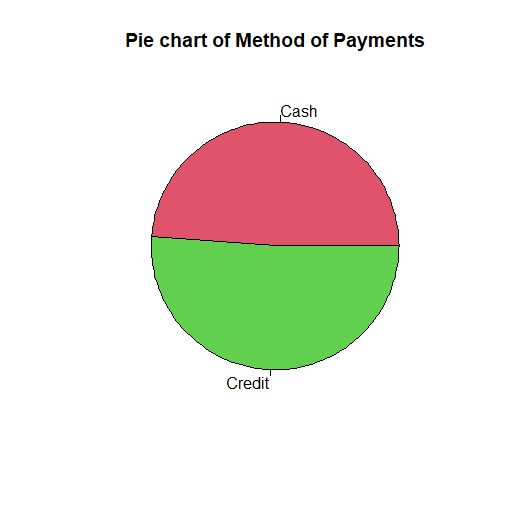 Pie chart of Method of Payments
Cash
Credit